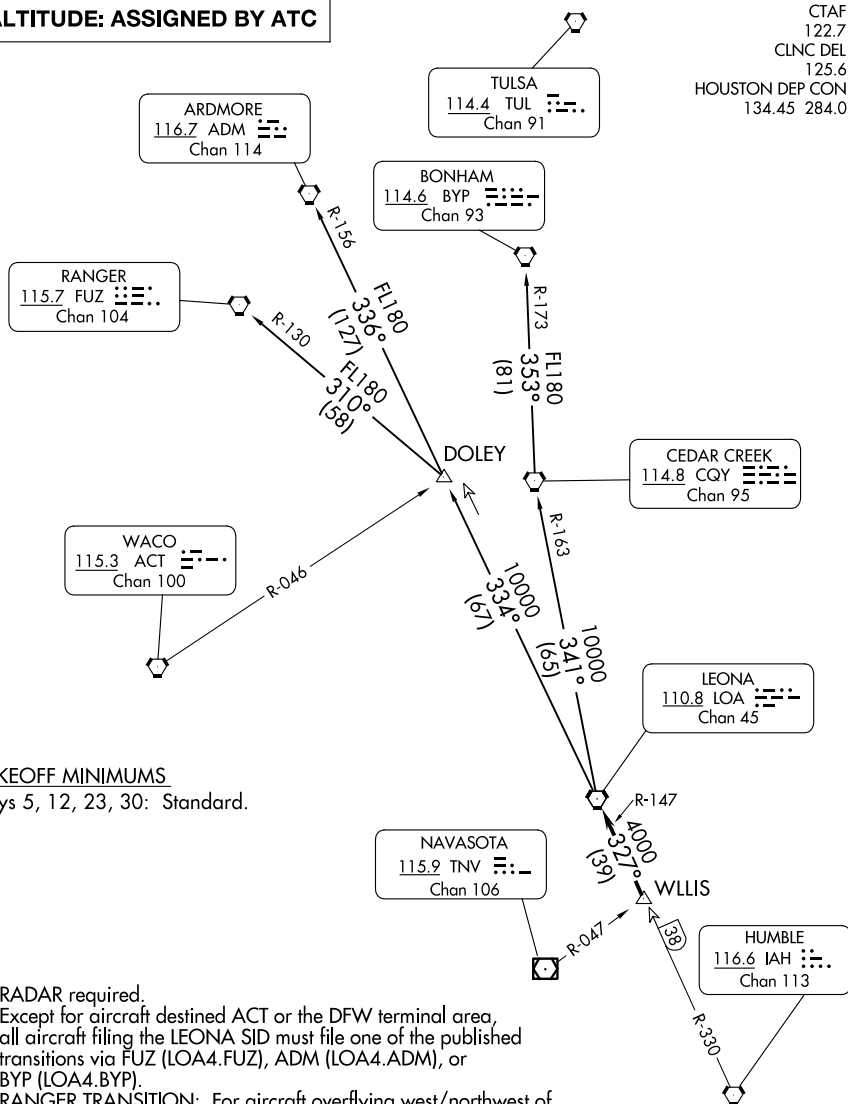 ALTITUDE: ASSIGNED BY ATC
CTAF
122.7
CLNC DEL
125.6
HOUSTON DEP CON
134.45 284.0
TULSA
114.4 TUL
Chan 91
ARDMORE
116.7 ADM
Chan 114
BONHAM
114.6 BYP
Chan 93
RANGER
115.7 FUZ
Chan 104
R-156
R-130
R-173
FL180
336°
(127)
FL180
310°
(58)
FL180
353°
(81)
DOLEY
CEDAR CREEK
114.8 CQY
Chan 95
WACO
115.3 ACT
Chan 100
R-046
R-163
10000
334°
(67)
10000
341°
(65)
LEONA
110.8 LOA
Chan 45
KEOFF MINIMUMS
ys 5, 12, 23, 30: Standard.
R-147
4000
327°
(39)
NAVASOTA
115.9 TNV
Chan 106
WLLIS
R-047
38
HUMBLE
116.6 IAH
Chan 113
R-330
RADAR required.
Except for aircraft destined ACT or the DFW terminal area,
all aircraft filing the LEONA SID must file one of the published
transitions via FUZ (LOA4.FUZ), ADM (LOA4.ADM), or
BYP (LOA4.BYP).
RANGER TRANSITION: For aircraft overflying west/northwest of